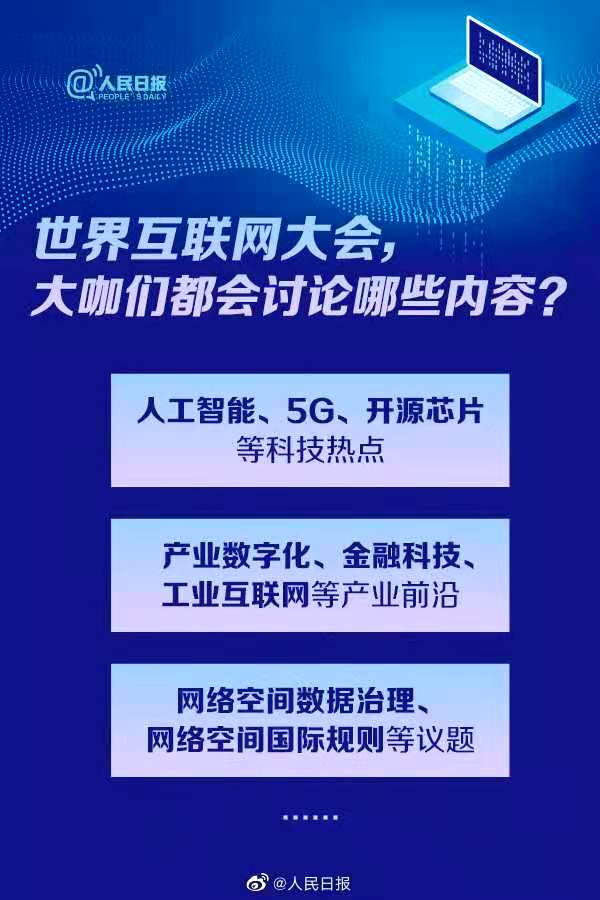 @人民日报
PEOPLE'S DAILY
世界互联网大会，
大咖们都会讨论哪些内容？
人工智能、5G、开源芯片
等科技热点
产业数字化、金融科技、
工业互联网等产业前沿
网络空间数据治理、
网络空间国际规则等议题
······
@人民日报